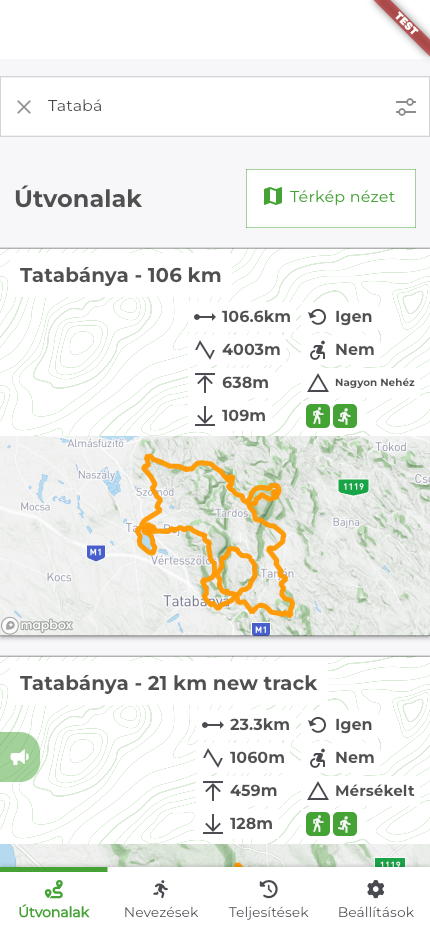 TEST
Tatabá
Útvonalak
Térkép nézet
Tatabánya - 106 km
106.6km
Igen
4003m
Nem
638m
Nagyon Nehéz
109m
Almásfüzitő
Tokod
Naszály
1119
Szomód
Mocsa
Tardos
Bajna
M1
Vértesszőlő
Kocs
Tarján
Tatabánya
mapbox
M1
Tatabánya - 21 km new track
23.3km
Igen
1060m
Nem
459m
Mérsékelt
128m
1119
Útvonalak
Nevezések
Teljesítések
Beállítások